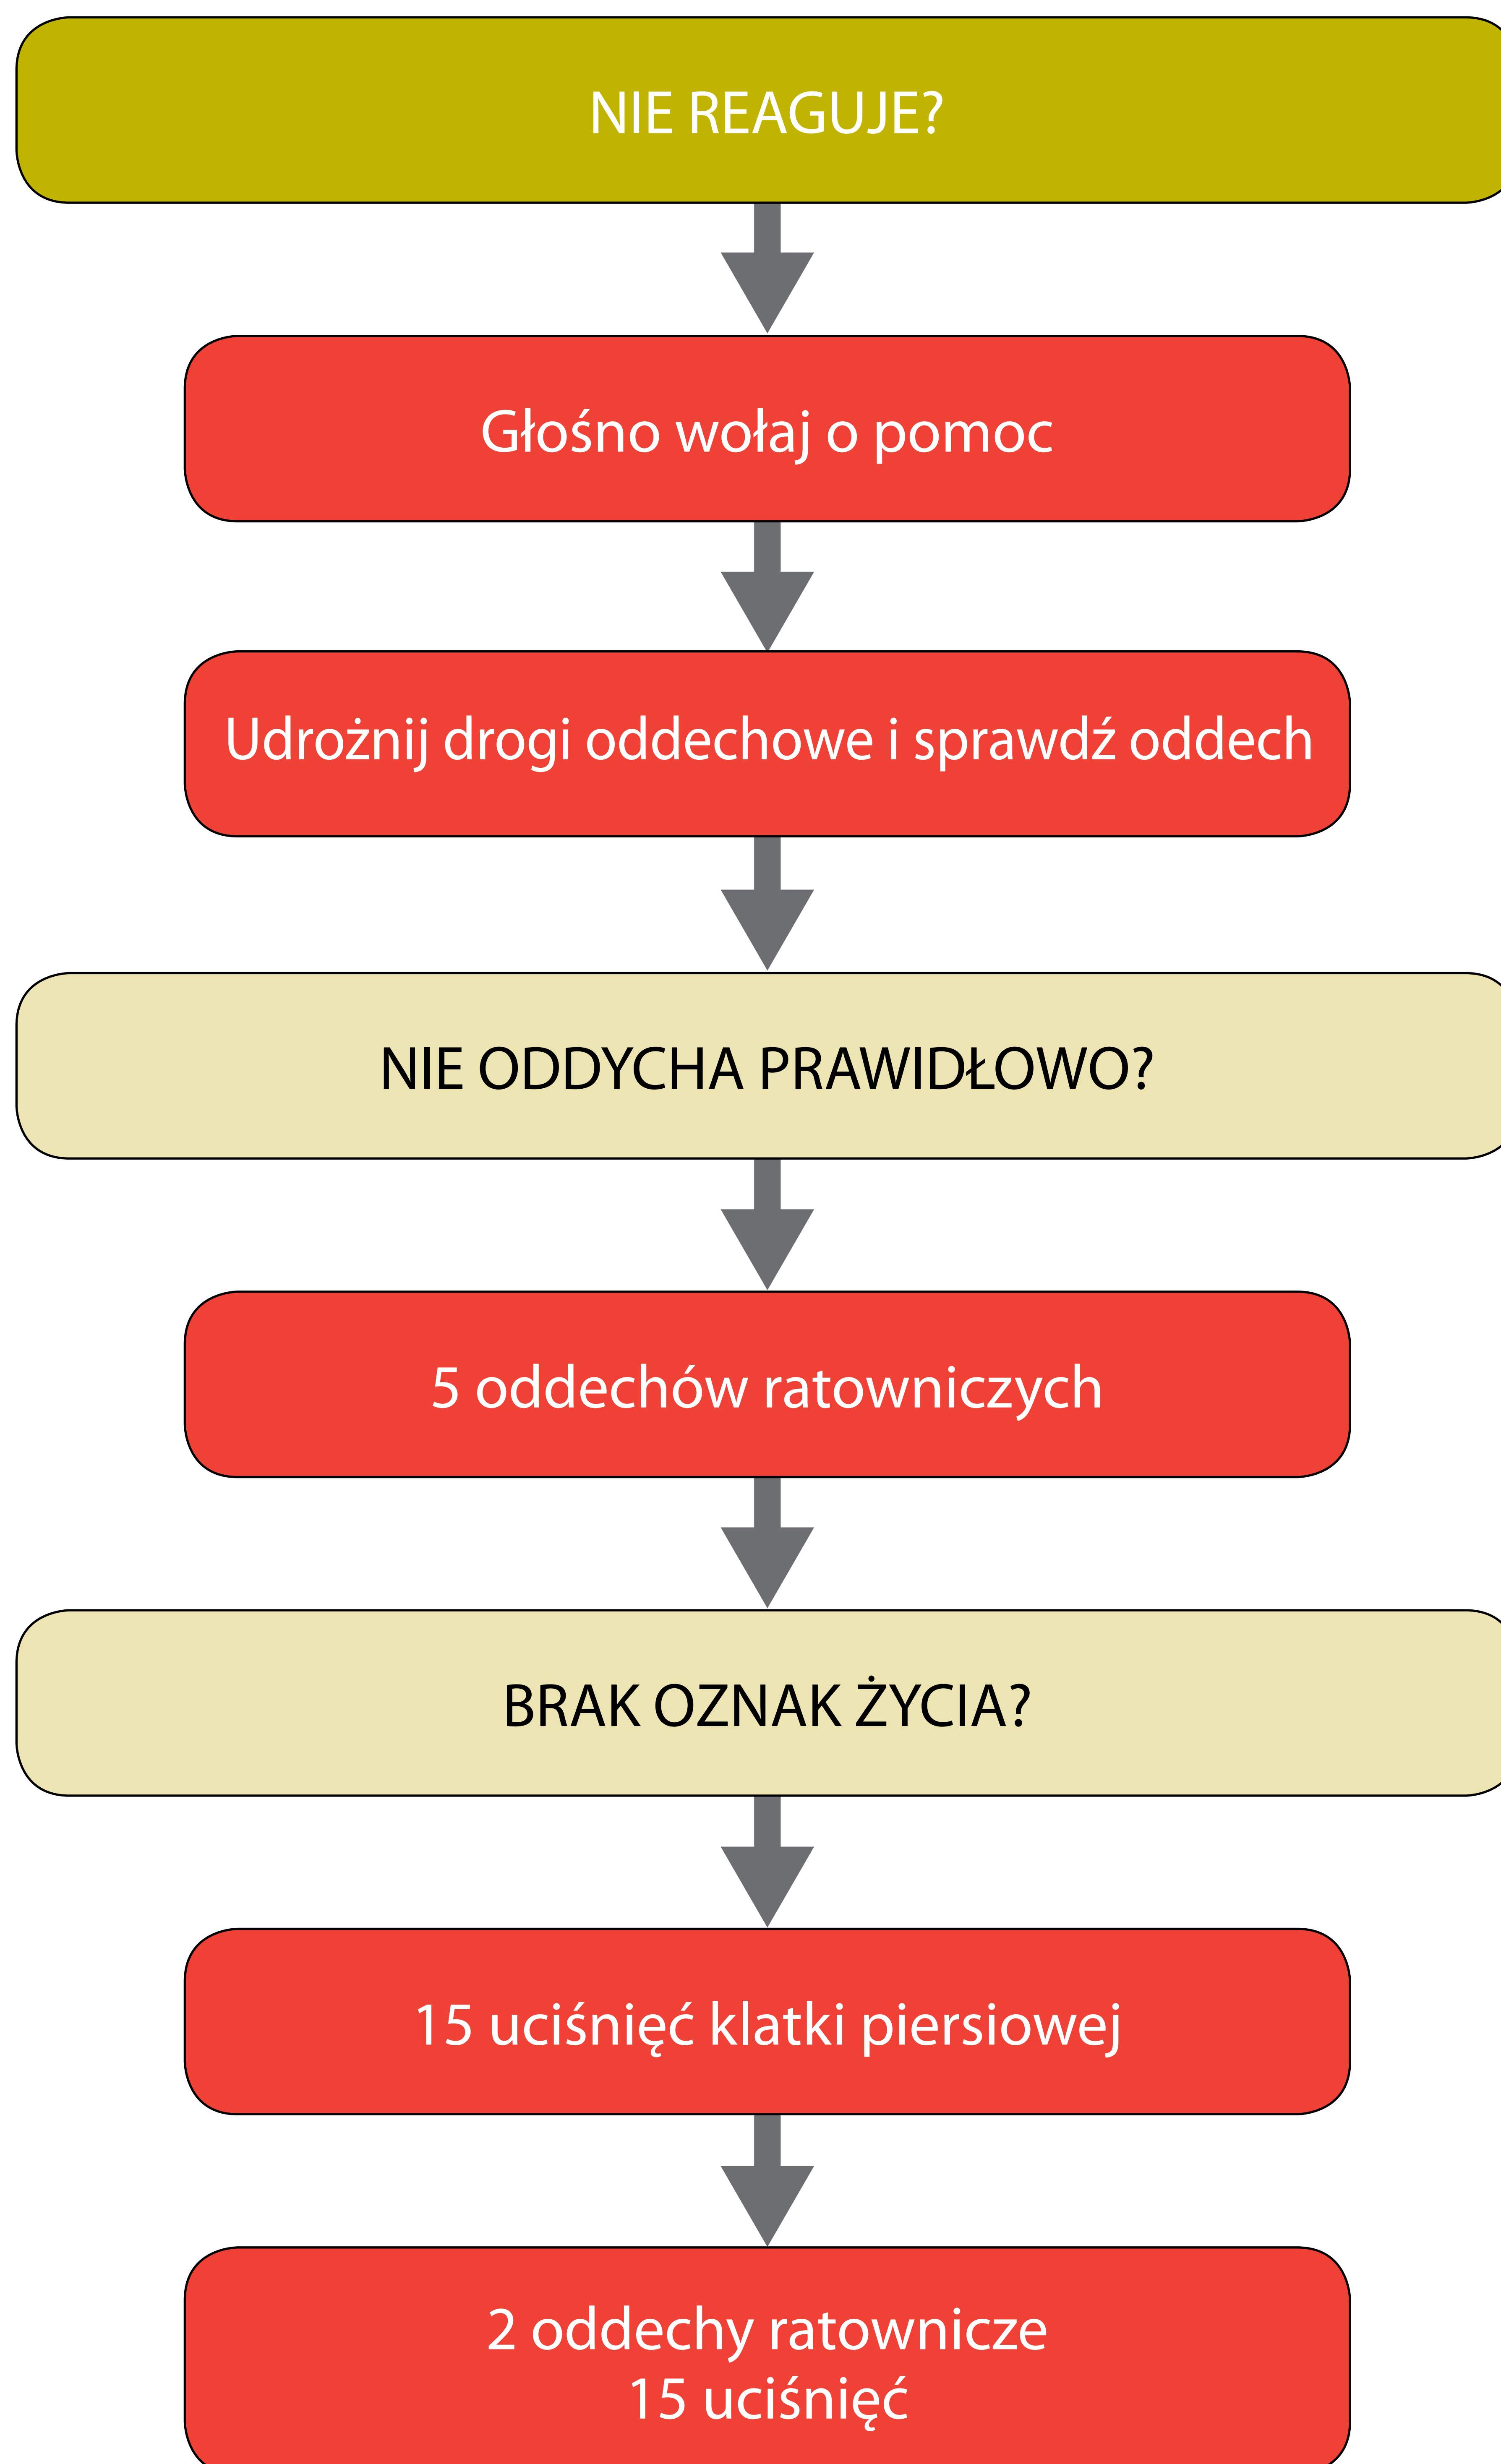 NIE REAGUJE?
Głośno wołaj o pomoc
Udrożnij drogi oddechowe i sprawdź oddech
NIE ODDYCHA PRAWIDŁOWO?
5 oddechów ratowniczych
BRAK OZNAK ŻYCIA?
15 uciśnięć klatki piersiowej
2 oddechy ratownicze
15 uciśnięć